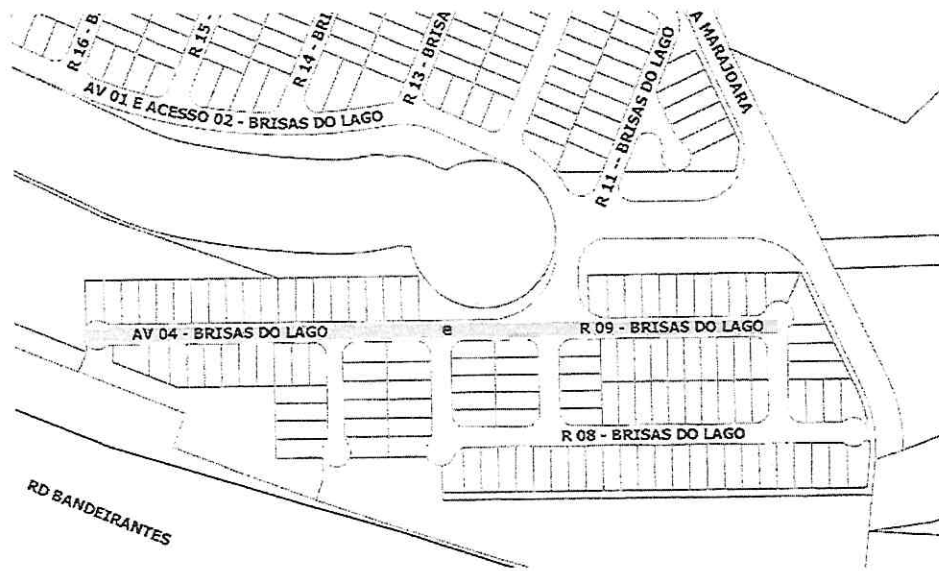 R 16 - B
R 15 -
R 14 - BRI
R 13 - BRISA
R 11 -- BRISAS DO LAGO
A MARAJOARA
AV 01 E ACESSO 02 - BRISAS DO LAGO
AV 04 - BRISAS DO LAGO
e
R 09 - BRISAS DO LAGO
R 08 - BRISAS DO LAGO
RD BANDEIRANTES